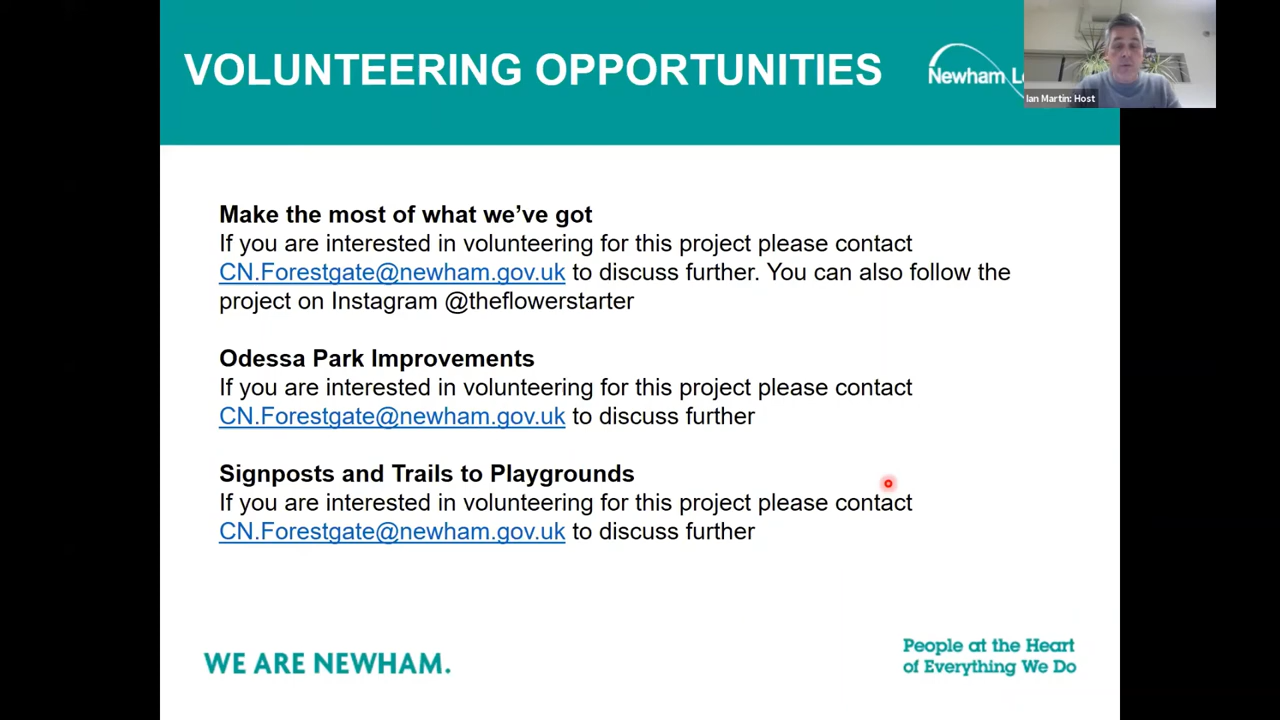 VOLUNTEERING OPPORTUNITIES
Newham
Ian Martin: Host
Make the most of what we’ve got
If you are interested in volunteering for this project please contact
CN.Forestgate@newham.gov.uk to discuss further. You can also follow the
project on Instagram @theflowerstarter
Odessa Park Improvements
If you are interested in volunteering for this project please contact
CN.Forestgate@newham.gov.uk to discuss further
Signposts and Trails to Playgrounds
If you are interested in volunteering for this project please contact
CN.Forestgate@newham.gov.uk to discuss further
WE ARE NEWHAM.
People at the Heart
of Everything We Do